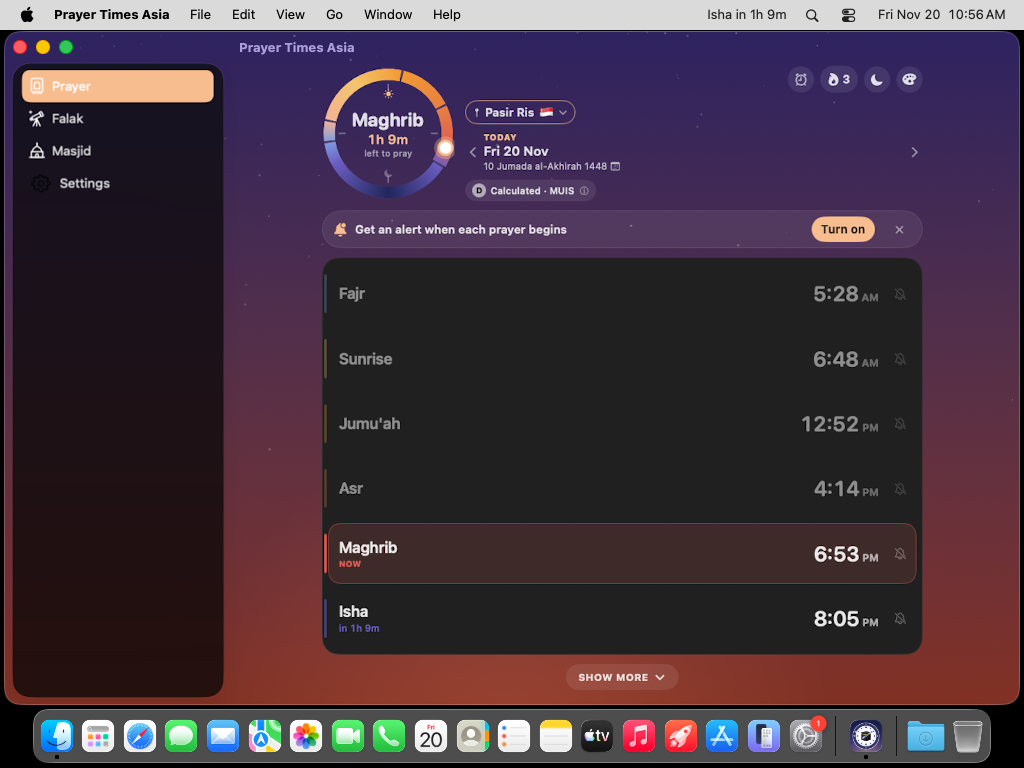 Prayer Times Asia File Edit View Go Window Help Isha in 1h 9m Fri Nov 20 10:56 AM
Prayer Times Asia
Prayer
Falak
Masjid
Settings
Maghrib
1h 9m
left to pray
Pasir Ris
TODAY
Fri 20 Nov
10 Jumada al-Akhirah 1448
D Calculated · MUIS
3
Get an alert when each prayer begins Turn on
Fajr 5:28 AM
Sunrise 6:48 AM
Jumu'ah 12:52 PM
Asr 4:14 PM
Maghrib 6:53 PM
NOW
Isha 8:05 PM
in 1h 9m
SHOW MORE
Fri
20
tv
1